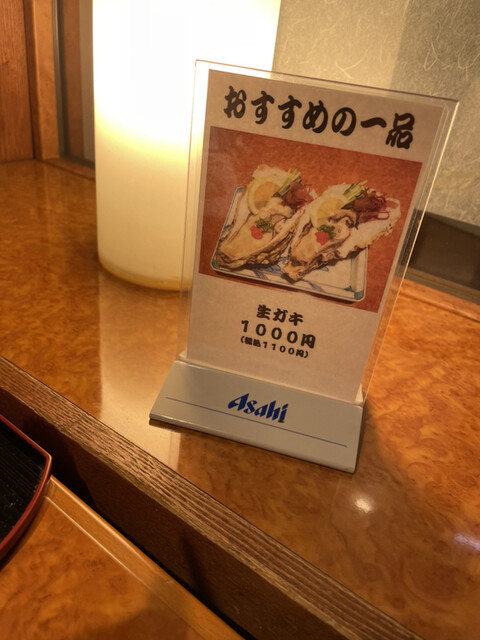 おすすめの一品
生ガキ
1000円
(税込1100円)
Asahi